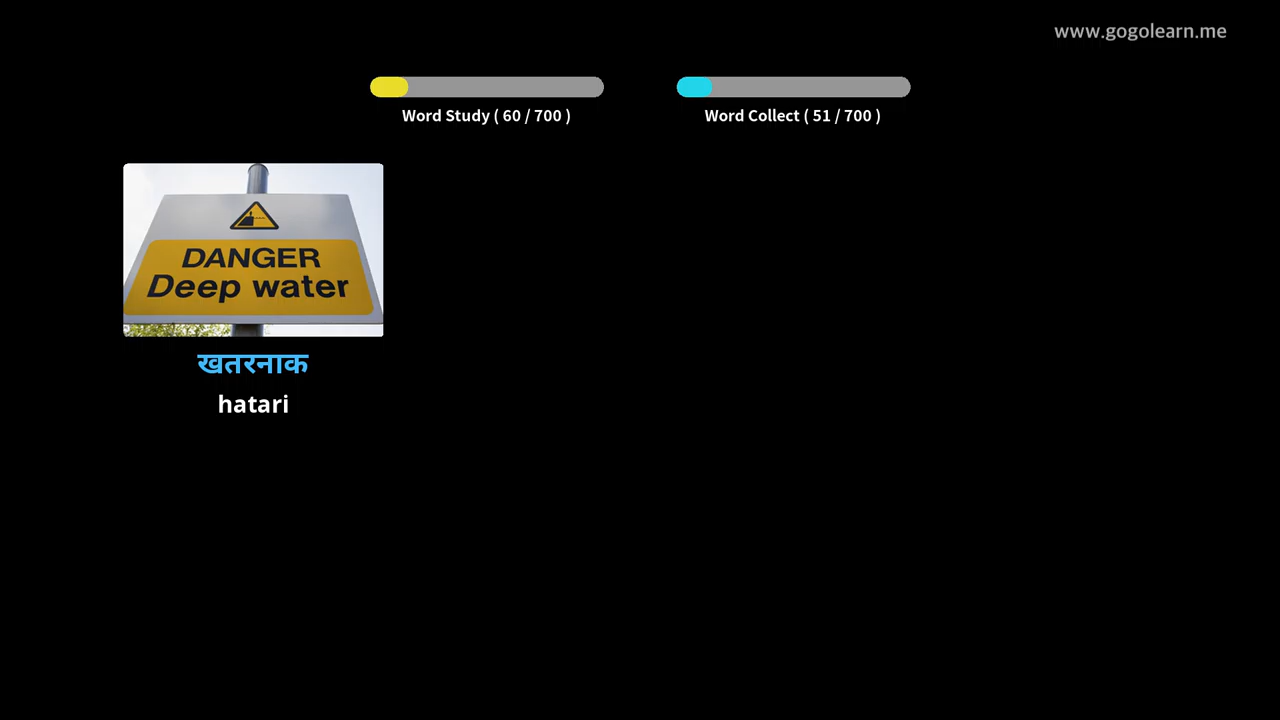 www.gogolearn.me
Word Study ( 60 / 700 )
Word Collect ( 51 / 700 )
DANGER
Deep water
खतरनाक
hatari